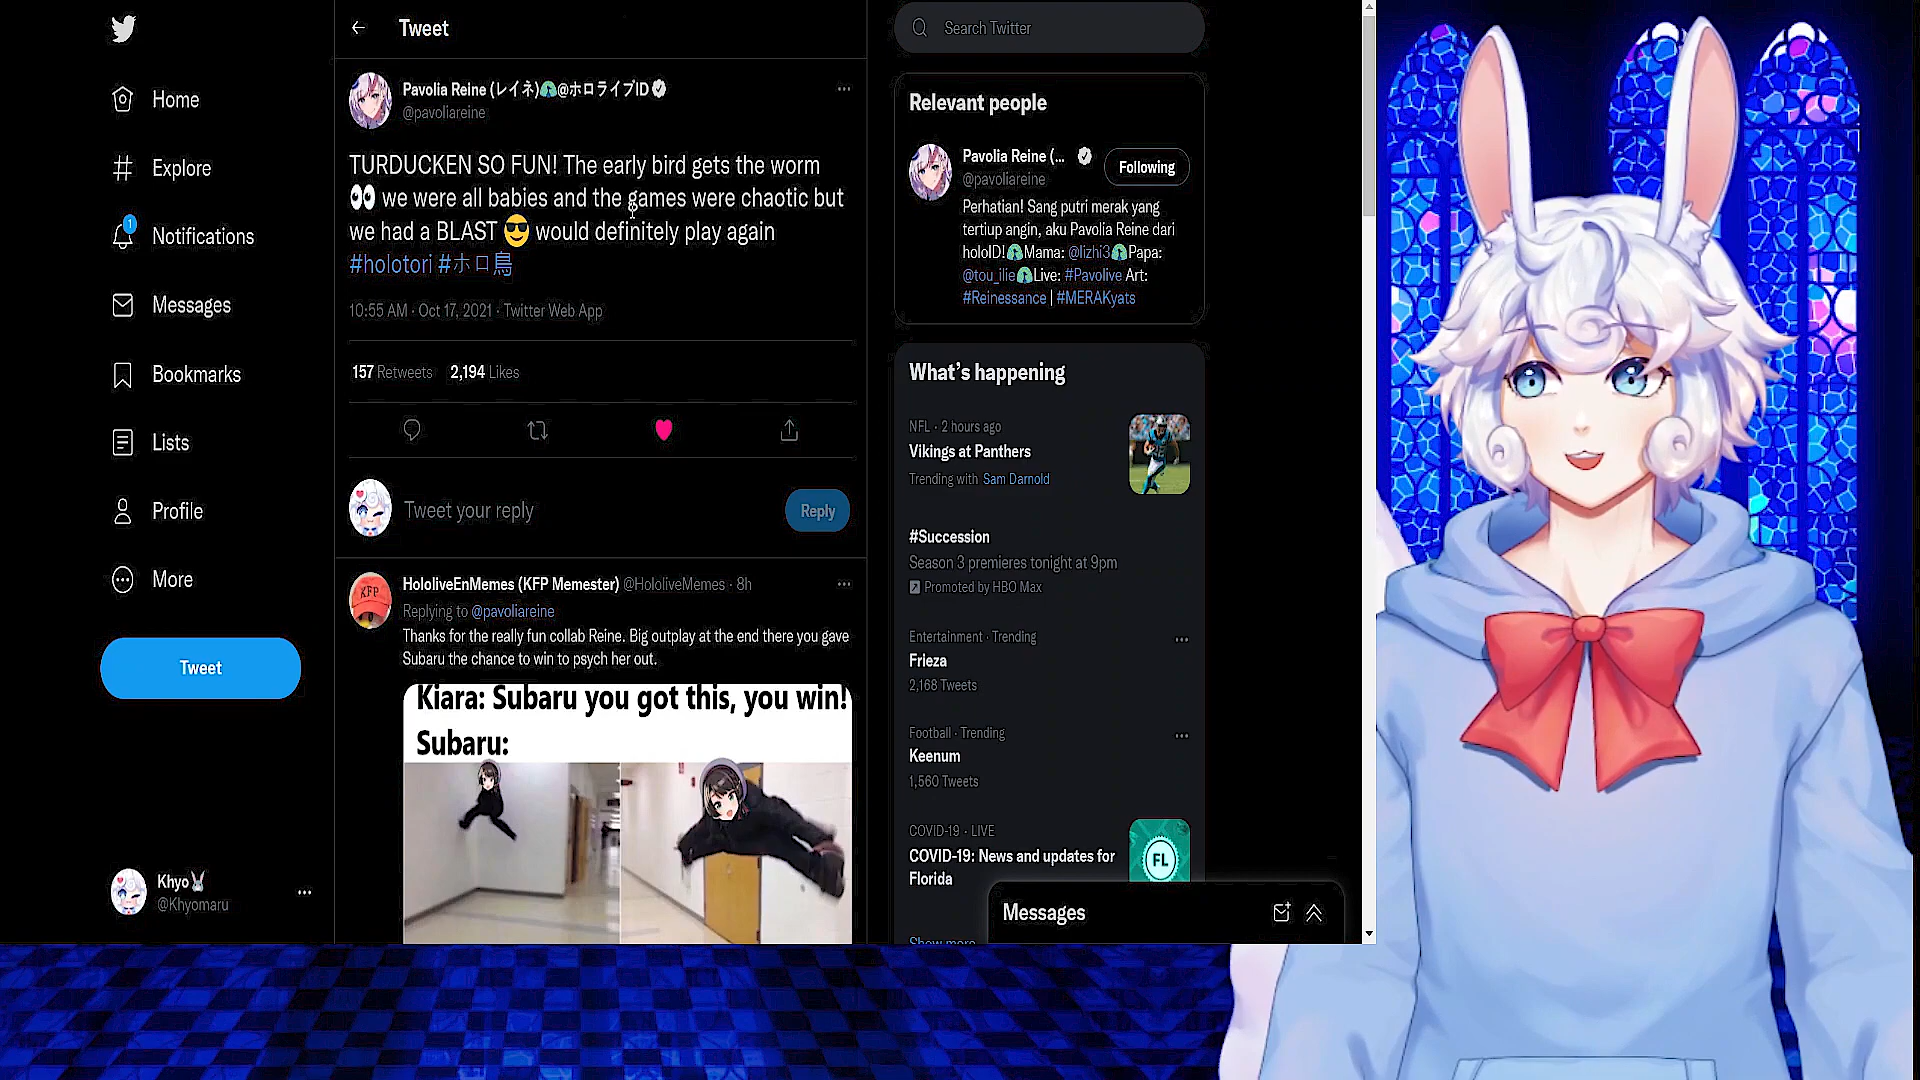 Home
Explore
1
Notifications
Messages
Bookmarks
Lists
Profile
More
Tweet
Khyo🐰
@Khyomaru
Tweet
Pavolia Reine (レイネ)🦚@ホロライブID
@pavoliareine
TURDUCKEN SO FUN! The early bird gets the worm
👀 we were all babies and the games were chaotic but
we had a BLAST 😎 would definitely play again
#holotori #ホロ鳥
10:55 AM · Oct 17, 2021 · Twitter Web App
157 Retweets 2,194 Likes
Tweet your reply
Reply
HololiveEnMemes (KFP Memester) @HololiveMemes · 8h
Replying to @pavoliareine
Thanks for the really fun collab Reine. Big outplay at the end there you gave
Subaru the chance to win to psych her out.
KFP
Kiara: Subaru you got this, you win!
Subaru:
Search Twitter
Relevant people
Pavolia Reine (...
@pavoliareine
Following
Perhatian! Sang putri merak yang
tertiup angin, aku Pavolia Reine dari
holoID!🦚Mama: @lizhi3🦚Papa:
@tou_ilie🦚Live: #Pavolive Art:
#Reinessance | #MERAKyats
What's happening
NFL · 2 hours ago
Vikings at Panthers
Trending with Sam Darnold
#Succession
Season 3 premieres tonight at 9pm
Promoted by HBO Max
Entertainment · Trending
Frieza
2,168 Tweets
Football · Trending
Keenum
1,560 Tweets
COVID-19 · LIVE
COVID-19: News and updates for
Florida
FL
Show more
Messages